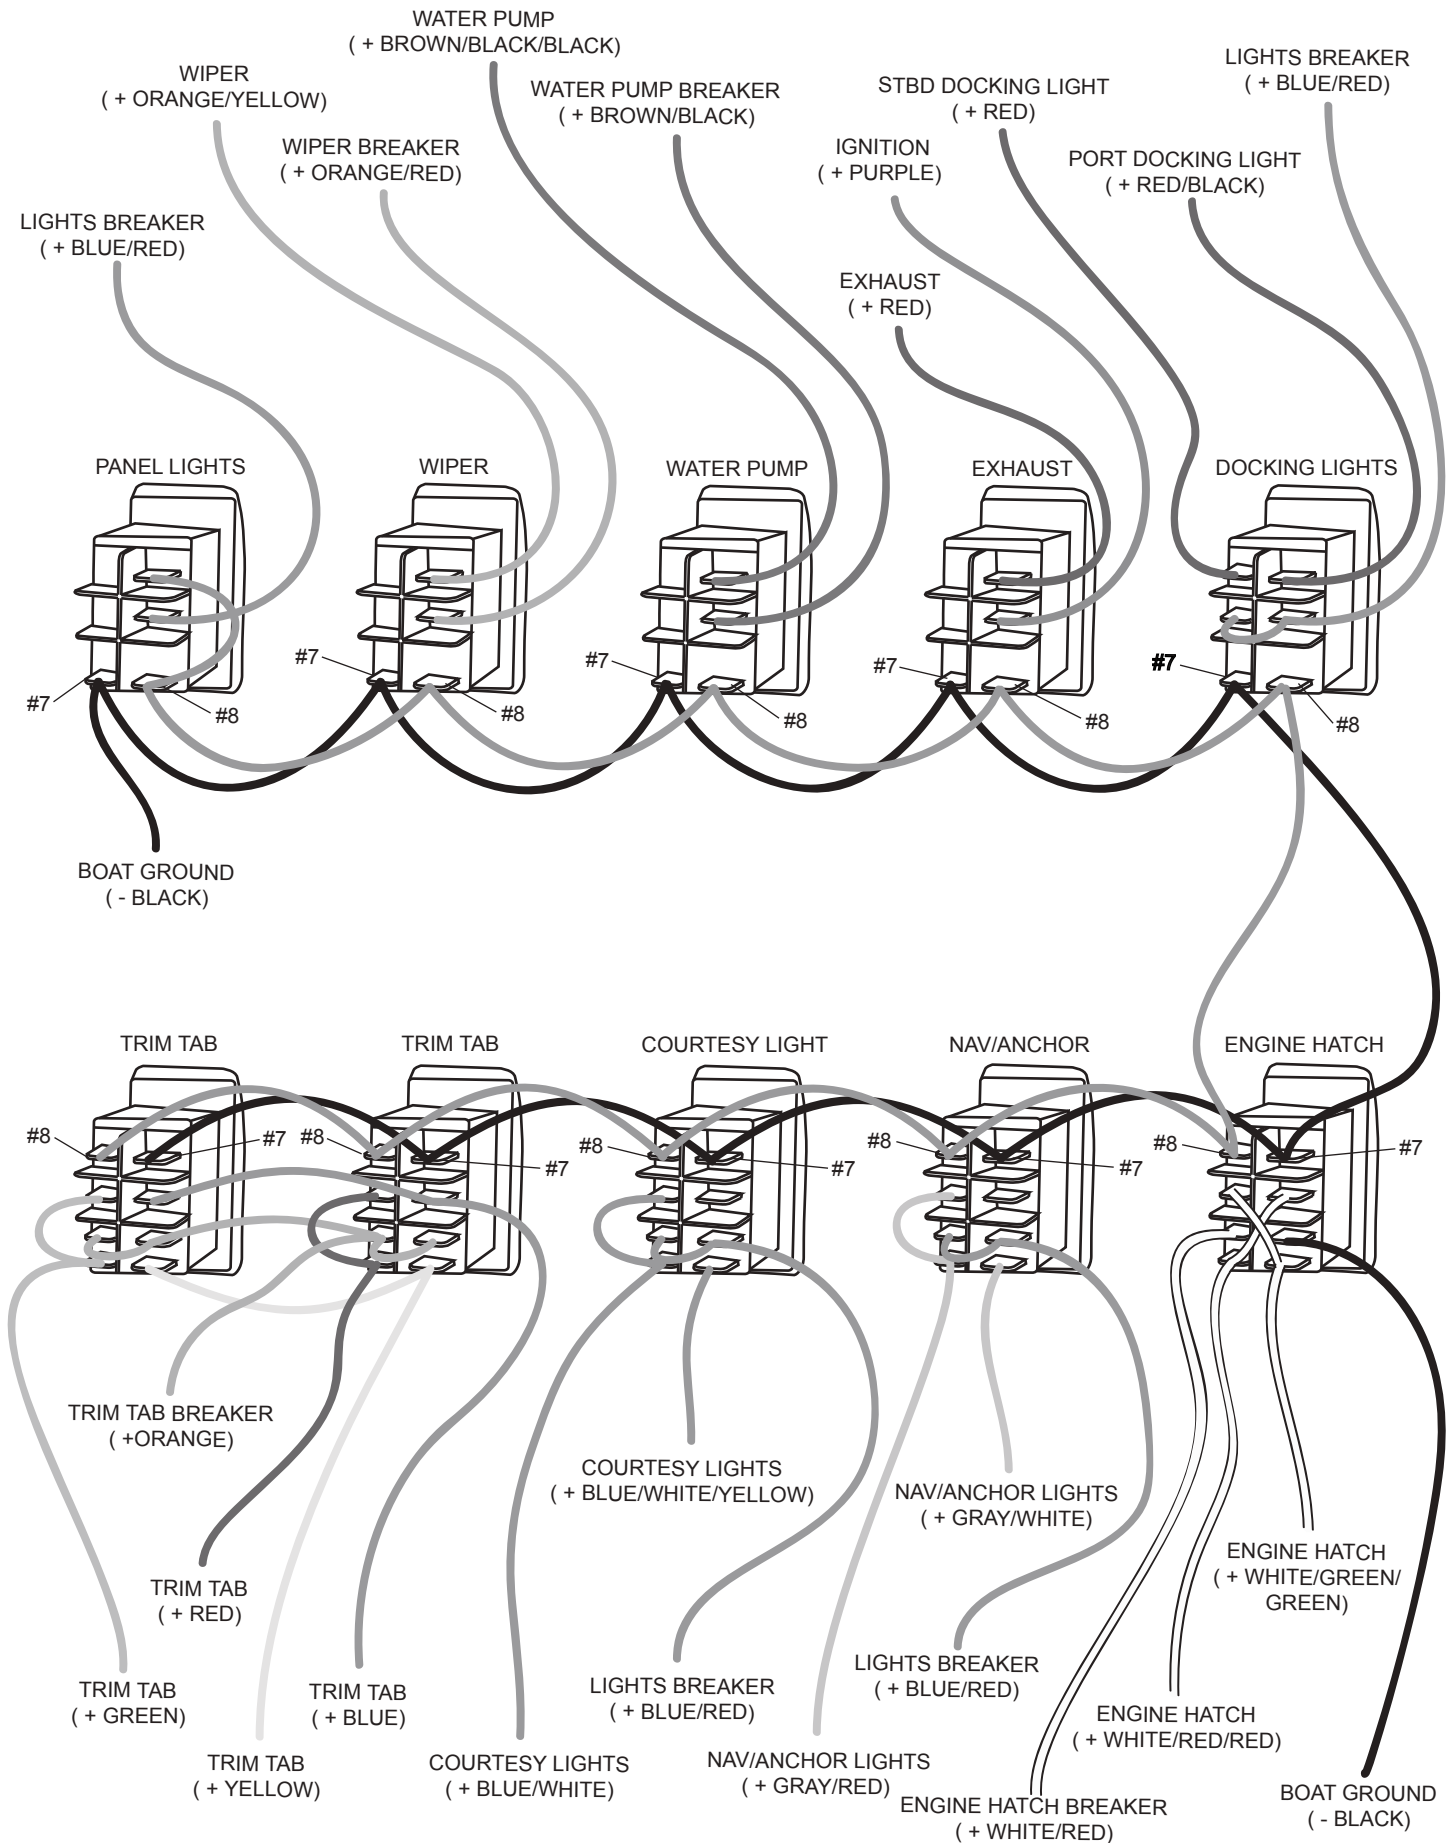 WATER PUMP
( + BROWN/BLACK/BLACK)
WIPER
( + ORANGE/YELLOW)
WATER PUMP BREAKER
( + BROWN/BLACK)
STBD DOCKING LIGHT
( + RED)
LIGHTS BREAKER
( + BLUE/RED)
WIPER BREAKER
( + ORANGE/RED)
IGNITION
( + PURPLE)
PORT DOCKING LIGHT
( + RED/BLACK)
LIGHTS BREAKER
( + BLUE/RED)
EXHAUST
( + RED)
PANEL LIGHTS
WIPER
WATER PUMP
EXHAUST
DOCKING LIGHTS
#7
#8
#7
#8
#7
#8
#7
#8
#7
#8
BOAT GROUND
( - BLACK)
TRIM TAB
TRIM TAB
COURTESY LIGHT
NAV/ANCHOR
ENGINE HATCH
#8
#7
#8
#7
#8
#7
#8
#7
#8
#7
TRIM TAB BREAKER
( +ORANGE)
COURTESY LIGHTS
( + BLUE/WHITE/YELLOW)
NAV/ANCHOR LIGHTS
( + GRAY/WHITE)
ENGINE HATCH
( + WHITE/GREEN/
GREEN)
TRIM TAB
( + RED)
TRIM TAB
( + GREEN)
TRIM TAB
( + BLUE)
LIGHTS BREAKER
( + BLUE/RED)
LIGHTS BREAKER
( + BLUE/RED)
ENGINE HATCH
( + WHITE/RED/RED)
TRIM TAB
( + YELLOW)
COURTESY LIGHTS
( + BLUE/WHITE)
NAV/ANCHOR LIGHTS
( + GRAY/RED)
ENGINE HATCH BREAKER
( + WHITE/RED)
BOAT GROUND
( - BLACK)